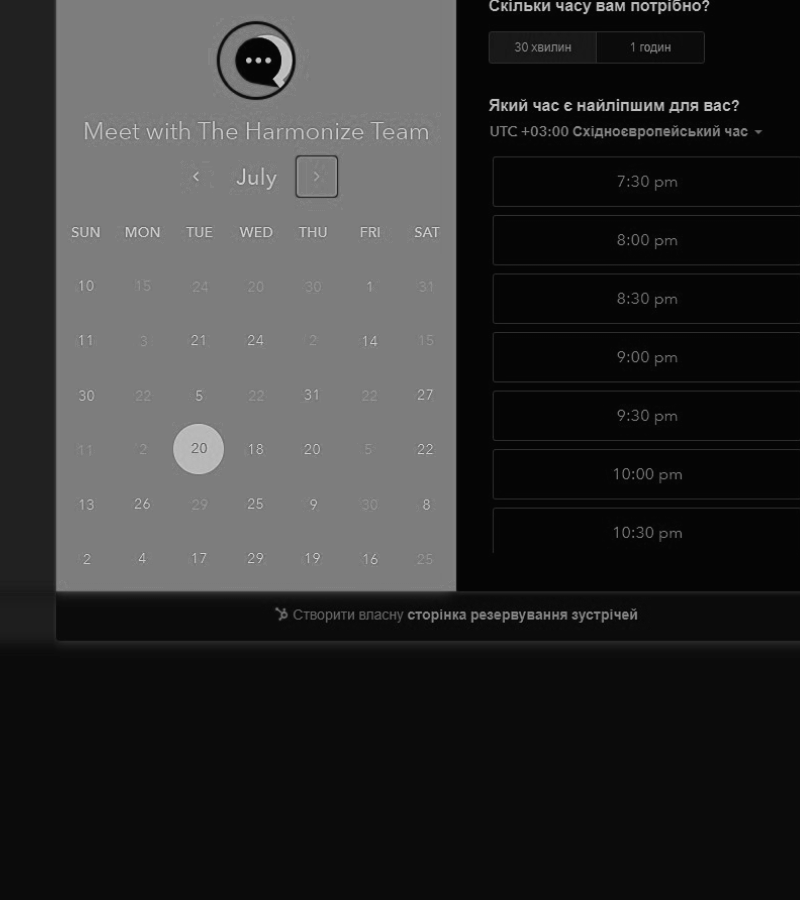 Meet with The Harmonize Team
July
SUN MON TUE WED THU FRI SAT
10 15 24 20 30 1 31
11 3 21 24 2 14 15
30 22 5 22 31 22 27
11 2 20 18 20 5 22
13 26 29 25 9 30 8
2 4 17 29 19 16 25
Скільки часу вам потрібно?
30 хвилин 1 годин
Який час є найліпшим для вас?
UTC +03:00 Східноєвропейський час
7:30 pm
8:00 pm
8:30 pm
9:00 pm
9:30 pm
10:00 pm
10:30 pm
Створити власну сторінка резервування зустрічей